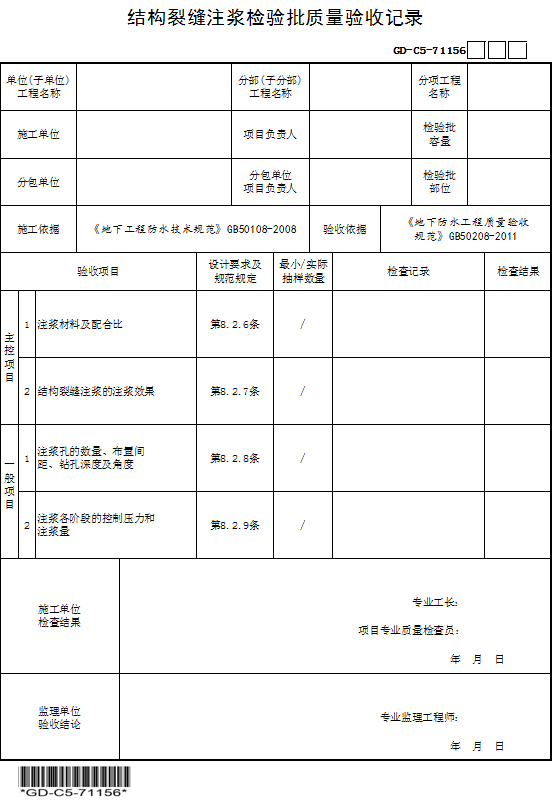 结构裂缝注浆检验批质量验收记录
GD-C5-71156
单位(子单位)
工程名称
分部(子分部)
工程名称
分项工程
名称
施工单位
项目负责人
检验批
容量
分包单位
分包单位
项目负责人
检验批
部位
施工依据
《地下工程防水技术规范》GB50108-2008
验收依据
《地下防水工程质量验收
规范》GB50208-2011
验收项目
设计要求及
规范规定
最小/实际
抽样数量
检查记录
检查结果
主
控
项
目
1
注浆材料及配合比
第8.2.6条
/
2
结构裂缝注浆的注浆效果
第8.2.7条
/
一
般
项
目
1
注浆孔的数量、布置间
距、钻孔深度及角度
第8.2.8条
/
2
注浆各阶段的控制压力和
注浆量
第8.2.9条
/
施工单位
检查结果
专业工长：
项目专业质量检查员：
年 月 日
监理单位
验收结论
专业监理工程师：
年 月 日
*GD-C5-71156*